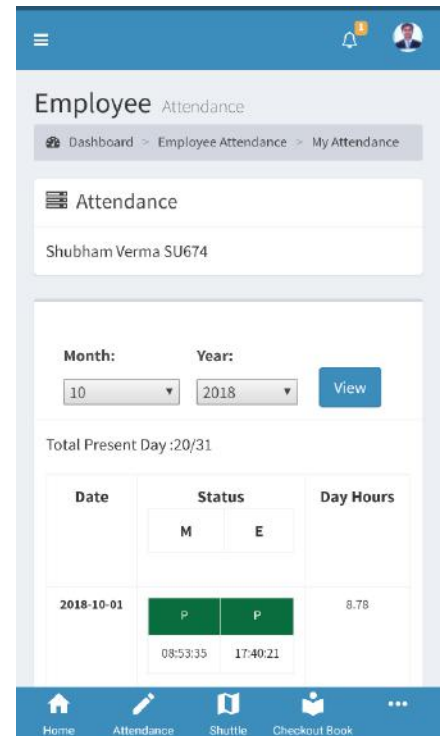 1
Employee Attendance
Dashboard > Employee Attendance > My Attendance
Attendance
Shubham Verma SU674
Month: Year:
10 2018 View
Total Present Day :20/31
Date Status Day Hours
M E
2018-10-01 P P 8.78
08:53:35 17:40:21
Home Attendance Shuttle Checkout Book